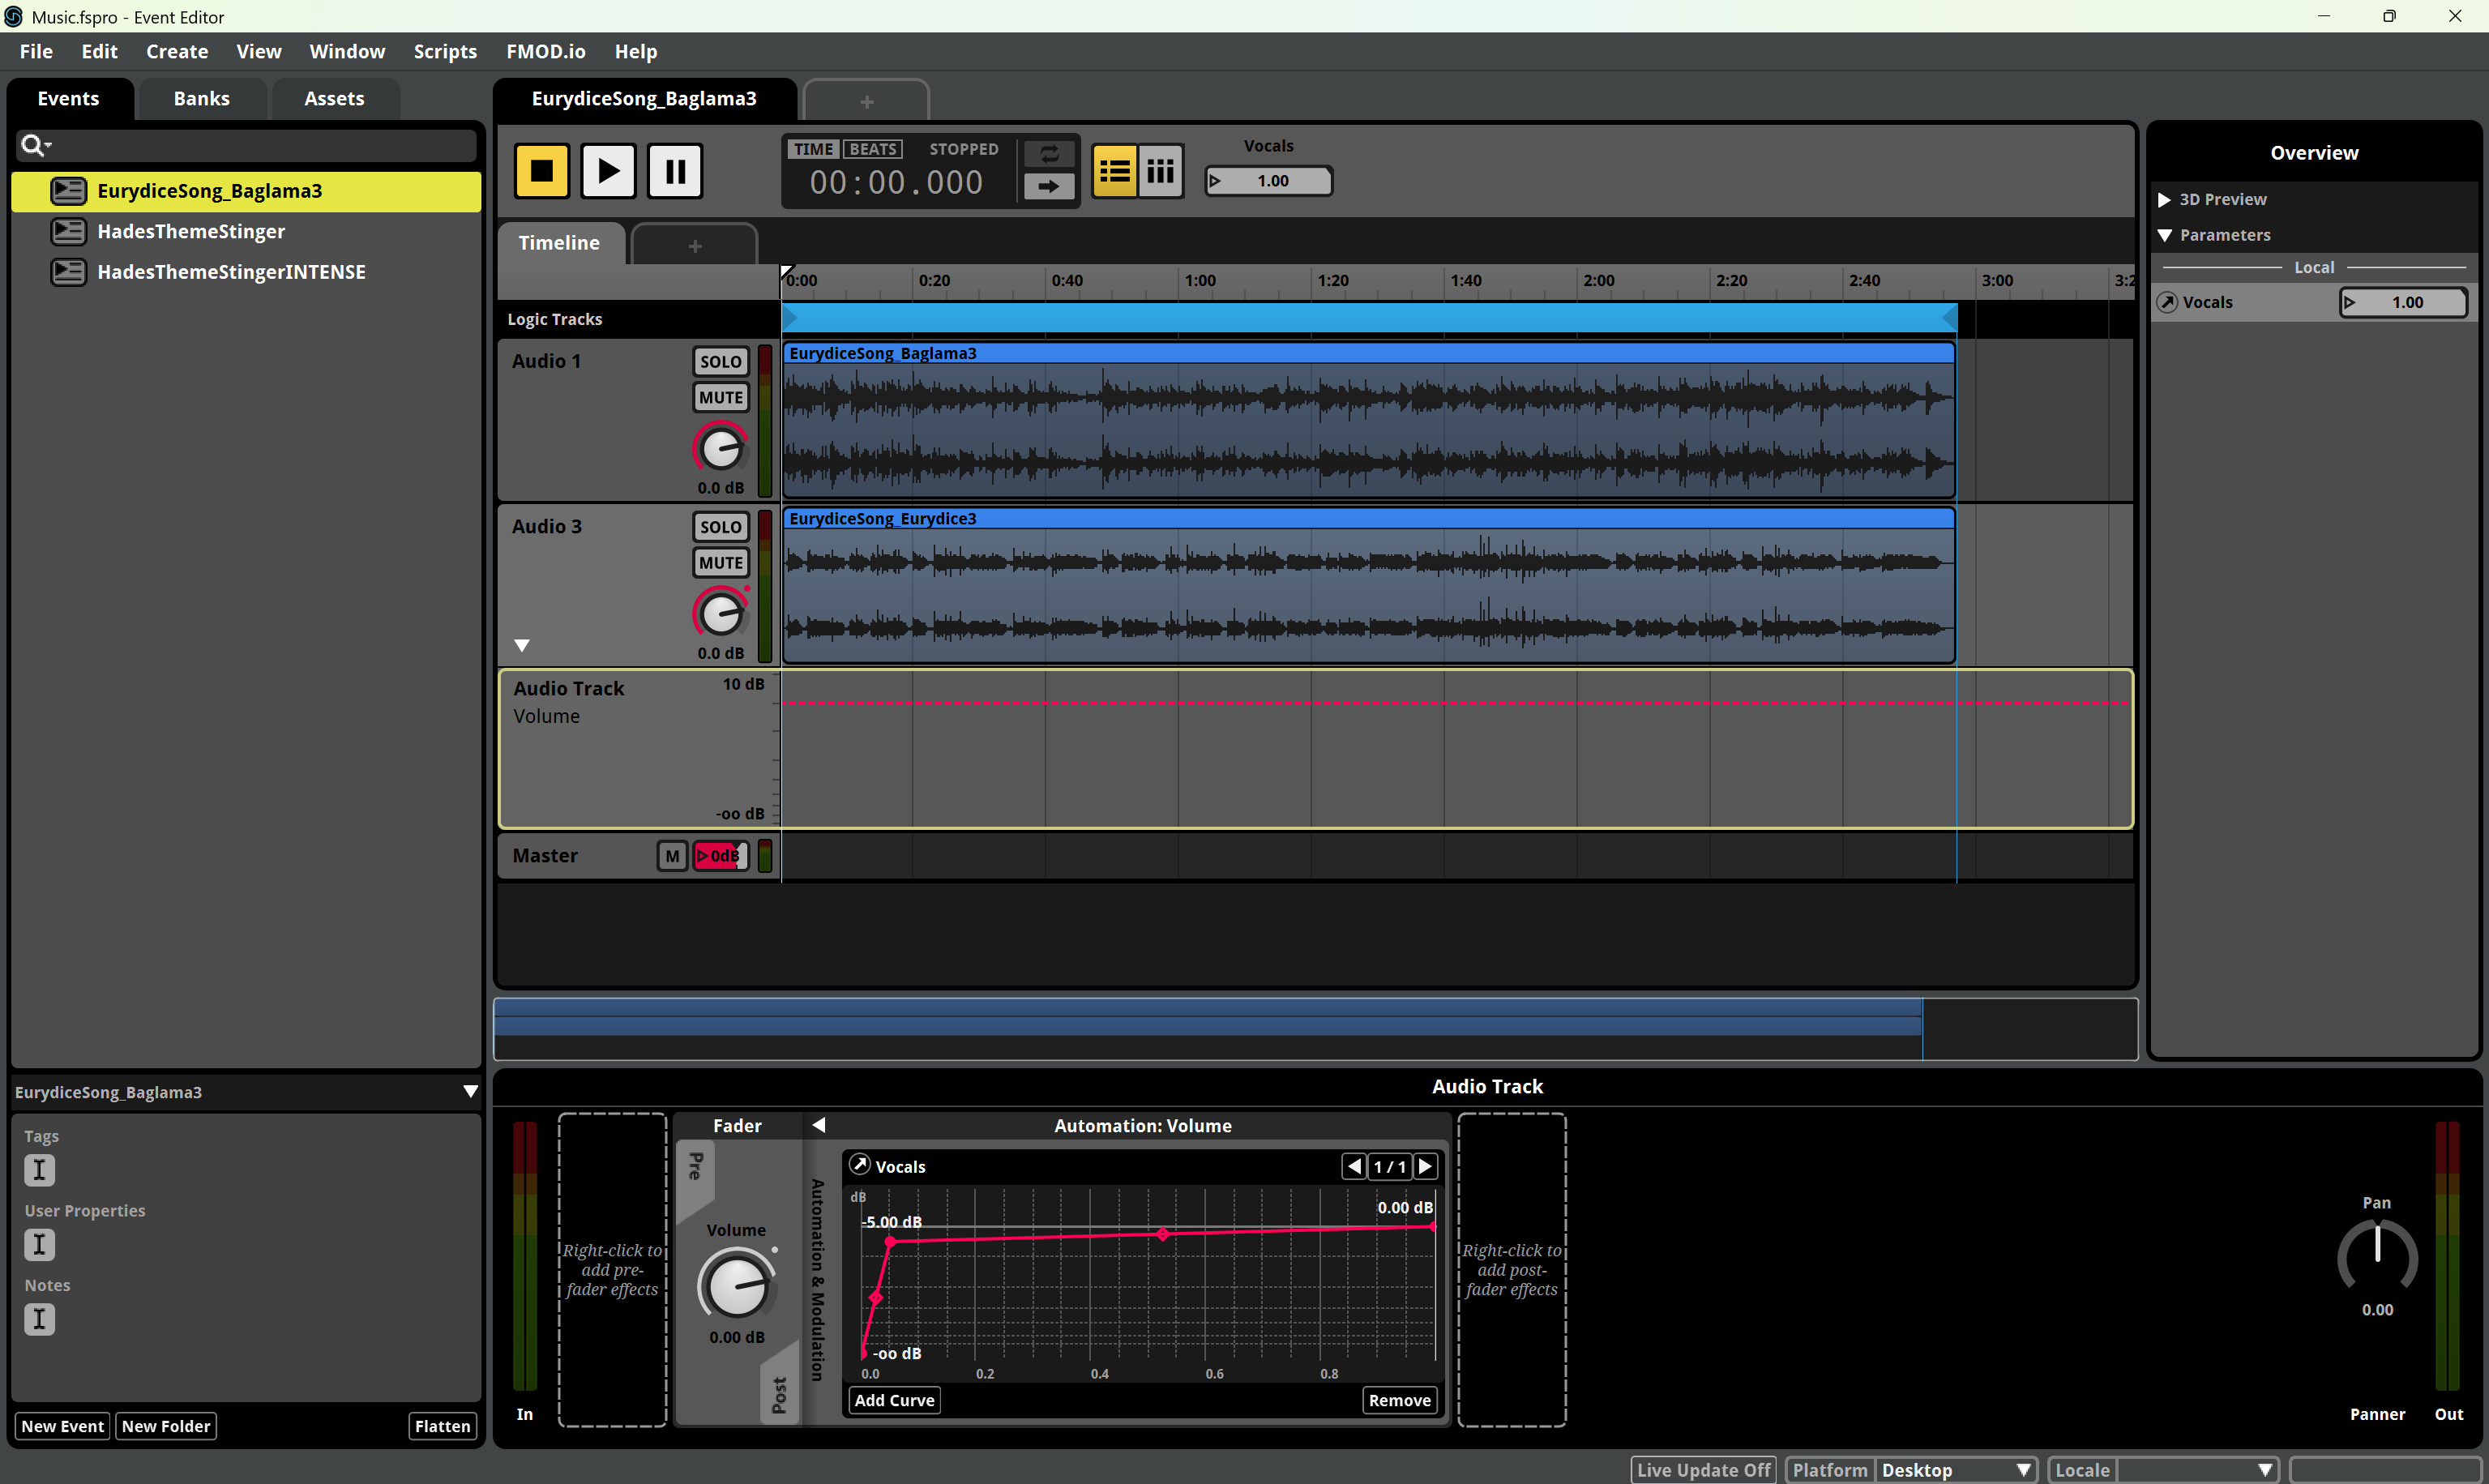 Music.fspro - Event Editor
File Edit Create View Window Scripts FMOD.io Help
Events Banks Assets
EurydiceSong_Baglama3
HadesThemeStinger
HadesThemeStingerINTENSE
EurydiceSong_Baglama3
Tags
User Properties
Notes
New Event New Folder Flatten
EurydiceSong_Baglama3 +
TIME BEATS STOPPED
00:00.000
Vocals
1.00
Timeline +
0:00 0:20 0:40 1:00 1:20 1:40 2:00 2:20 2:40 3:00 3:2
Logic Tracks
Audio 1 SOLO
MUTE
0.0 dB
EurydiceSong_Baglama3
Audio 3 SOLO
MUTE
0.0 dB
EurydiceSong_Eurydice3
Audio Track 10 dB
Volume
-oo dB
Master M 0dB
Overview
3D Preview
Parameters
Local
Vocals 1.00
Audio Track
In
Right-click to
add pre-
fader effects
Fader
Pre
Volume
0.00 dB
Post
Automation & Modulation
Automation: Volume
Vocals 1 / 1
dB
-5.00 dB 0.00 dB
-oo dB
0.0 0.2 0.4 0.6 0.8
Add Curve Remove
Right-click to
add post-
fader effects
Pan
0.00
Panner Out
Live Update Off Platform Desktop Locale